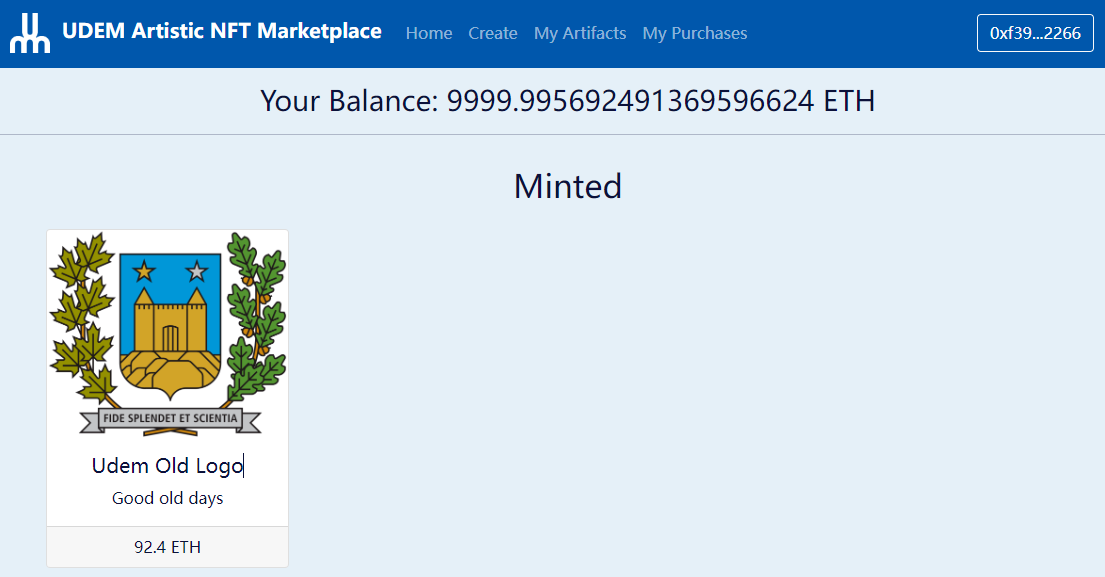 UDEM Artistic NFT Marketplace Home Create My Artifacts My Purchases 0xf39...2266
Your Balance: 9999.995692491369596624 ETH
Minted
FIDE SPLENDET ET SCIENTIA
Udem Old Logo
Good old days
92.4 ETH